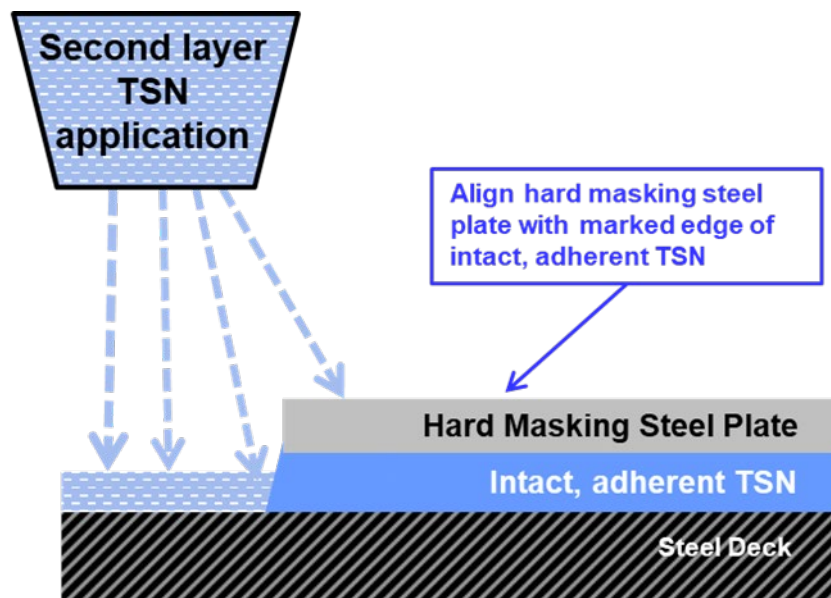 Second layer
TSN
application
Align hard masking steel
plate with marked edge of
intact, adherent TSN
Hard Masking Steel Plate
Intact, adherent TSN
Steel Deck